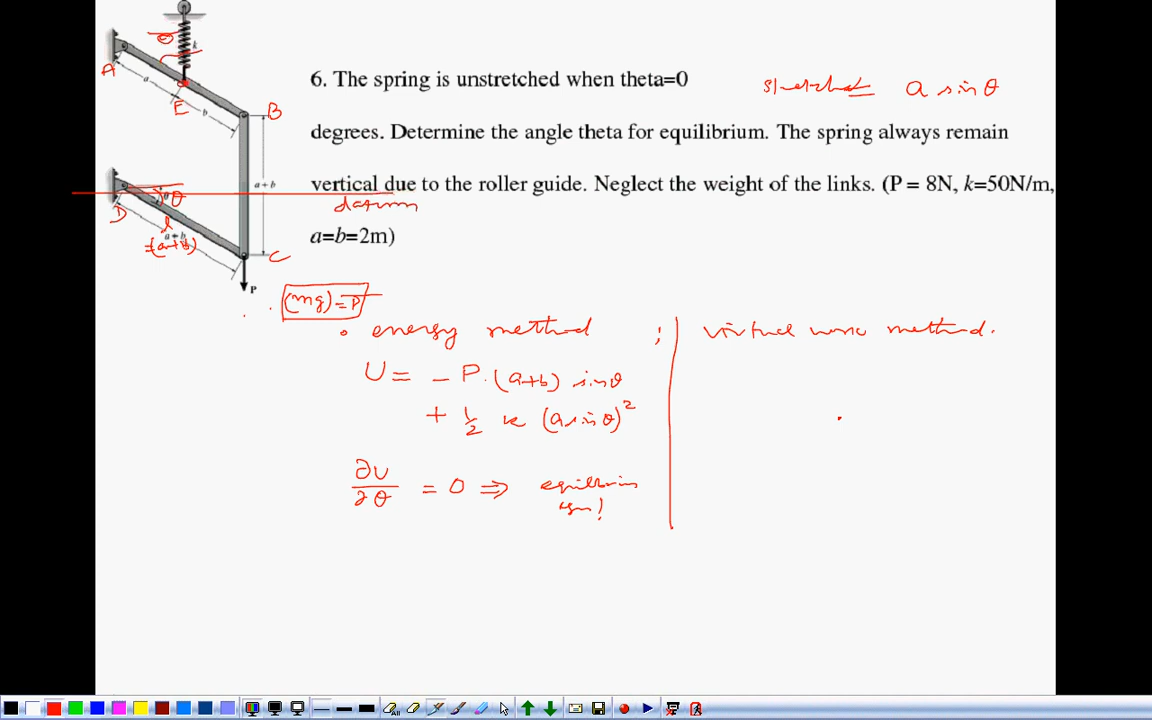 6. The spring is unstretched when theta=0
stretched = a sin θ
degrees. Determine the angle theta for equilibrium. The spring always remain
vertical due to the roller guide. Neglect the weight of the links. (P = 8N, k=50N/m,
datum
a=b=2m)
θ
k
A
a
E
b
B
a+b
D
θ
l
=(a+b)
a+b
C
P
(mg) = P
• energy method ;
U = - P.(a+b) sinθ
+ 1/2 k (a sinθ)²
∂U/∂θ = 0 ⇒ equilibrium
eqn!
virtual work method.